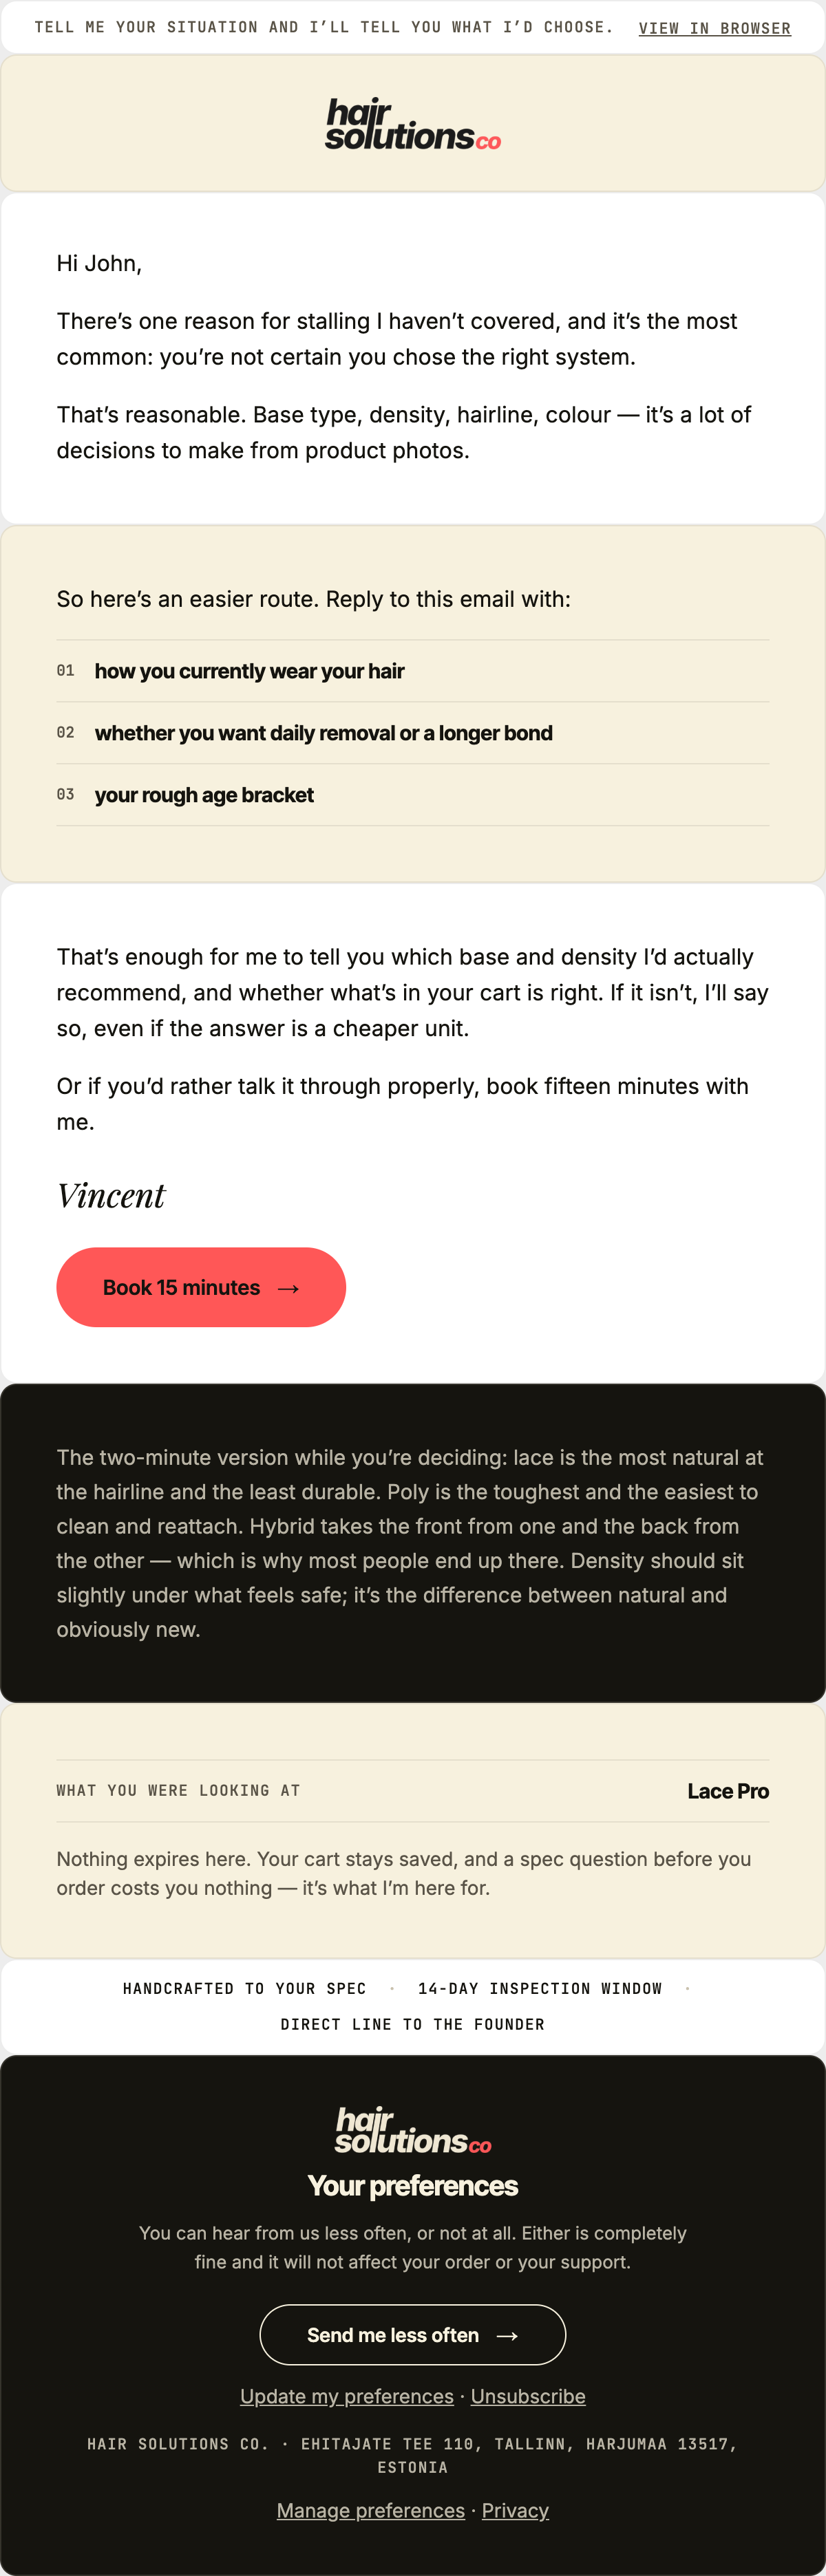 TELL ME YOUR SITUATION AND I’LL TELL YOU WHAT I’D CHOOSE. VIEW IN BROWSER
hair
solutions co
Hi John,
There’s one reason for stalling I haven’t covered, and it’s the most
common: you’re not certain you chose the right system.
That’s reasonable. Base type, density, hairline, colour — it’s a lot of
decisions to make from product photos.
So here’s an easier route. Reply to this email with:
01 how you currently wear your hair
02 whether you want daily removal or a longer bond
03 your rough age bracket
That’s enough for me to tell you which base and density I’d actually
recommend, and whether what’s in your cart is right. If it isn’t, I’ll say
so, even if the answer is a cheaper unit.
Or if you’d rather talk it through properly, book fifteen minutes with
me.
Vincent
Book 15 minutes →
The two-minute version while you’re deciding: lace is the most natural at
the hairline and the least durable. Poly is the toughest and the easiest to
clean and reattach. Hybrid takes the front from one and the back from
the other — which is why most people end up there. Density should sit
slightly under what feels safe; it’s the difference between natural and
obviously new.
WHAT YOU WERE LOOKING AT Lace Pro
Nothing expires here. Your cart stays saved, and a spec question before you
order costs you nothing — it’s what I’m here for.
HANDCRAFTED TO YOUR SPEC · 14-DAY INSPECTION WINDOW ·
DIRECT LINE TO THE FOUNDER
hair
solutions co
Your preferences
You can hear from us less often, or not at all. Either is completely
fine and it will not affect your order or your support.
Send me less often →
Update my preferences · Unsubscribe
HAIR SOLUTIONS CO. · EHITAJATE TEE 110, TALLINN, HARJUMAA 13517,
ESTONIA
Manage preferences · Privacy